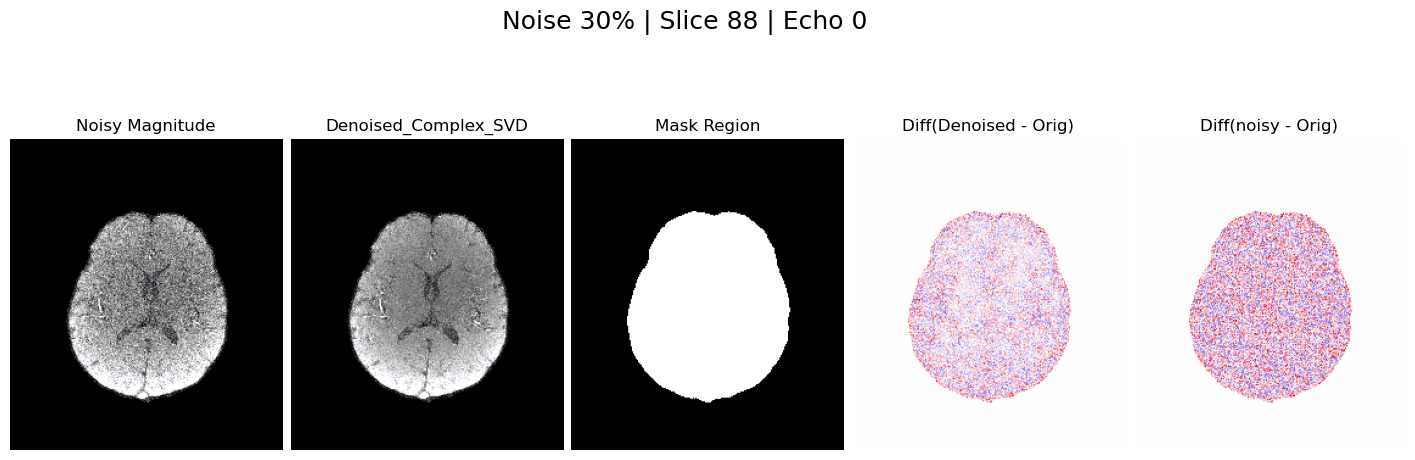 Noise 30% | Slice 88 | Echo 0
Noisy Magnitude
Denoised_Complex_SVD
Mask Region
Diff(Denoised - Orig)
Diff(noisy - Orig)